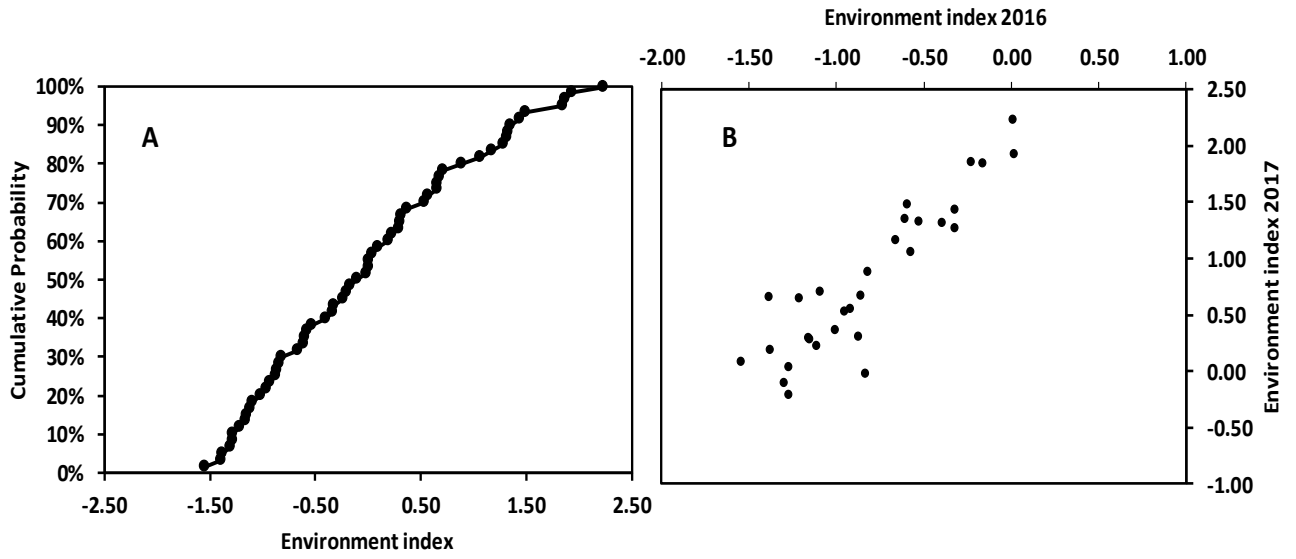 Environment index 2016
-2.00 -1.50 -1.00 -0.50 0.00 0.50 1.00
100%
90%
80%
70%
60%
50%
40%
30%
20%
10%
0%
Cumulative Probability
A
-2.50 -1.50 -0.50 0.50 1.50 2.50
Environment index
B
2.50
2.00
1.50
1.00
0.50
0.00
-0.50
-1.00
Environment index 2017